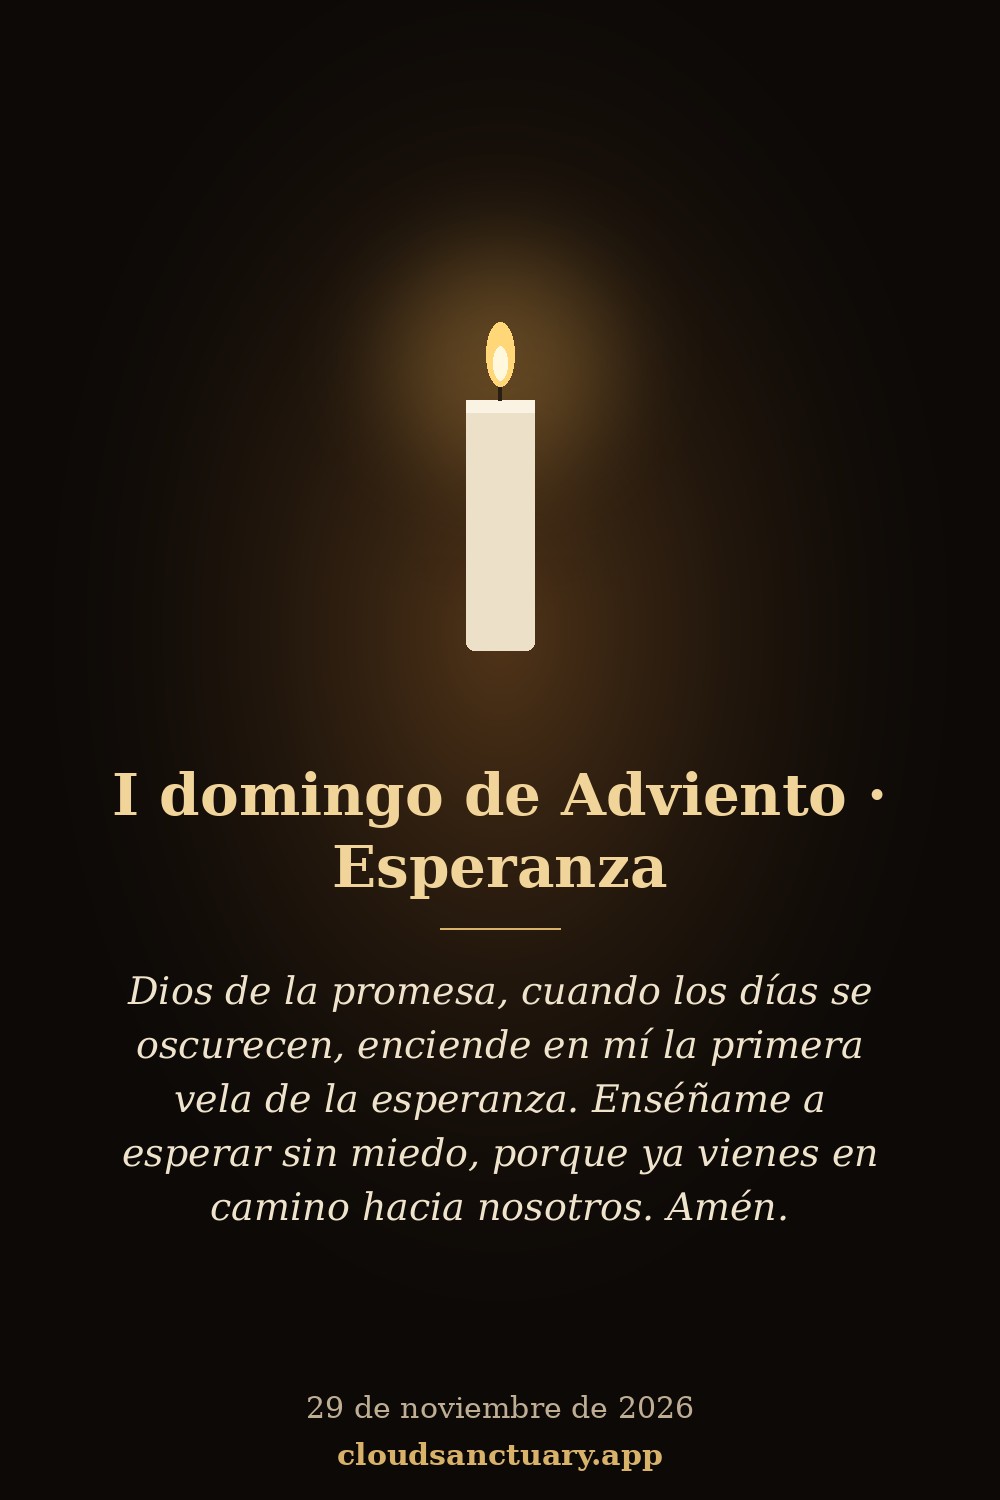 I domingo de Adviento ·
Esperanza
Dios de la promesa, cuando los días se
oscurecen, enciende en mí la primera
vela de la esperanza. Enséñame a
esperar sin miedo, porque ya vienes en
camino hacia nosotros. Amén.
29 de noviembre de 2026
cloudsanctuary.app